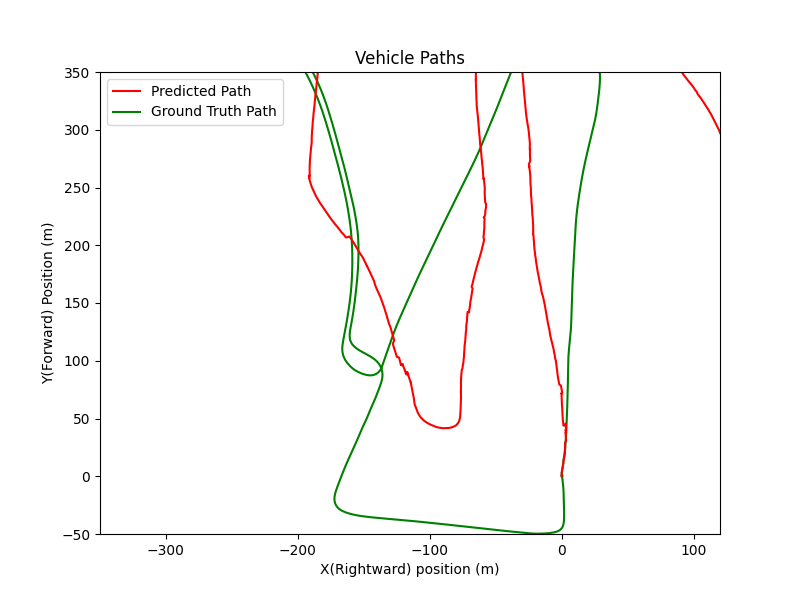 Vehicle Paths
Predicted Path
Ground Truth Path
350
300
250
200
150
100
50
0
−50
Y(Forward) Position (m)
−300
−200
−100
0
100
X(Rightward) position (m)